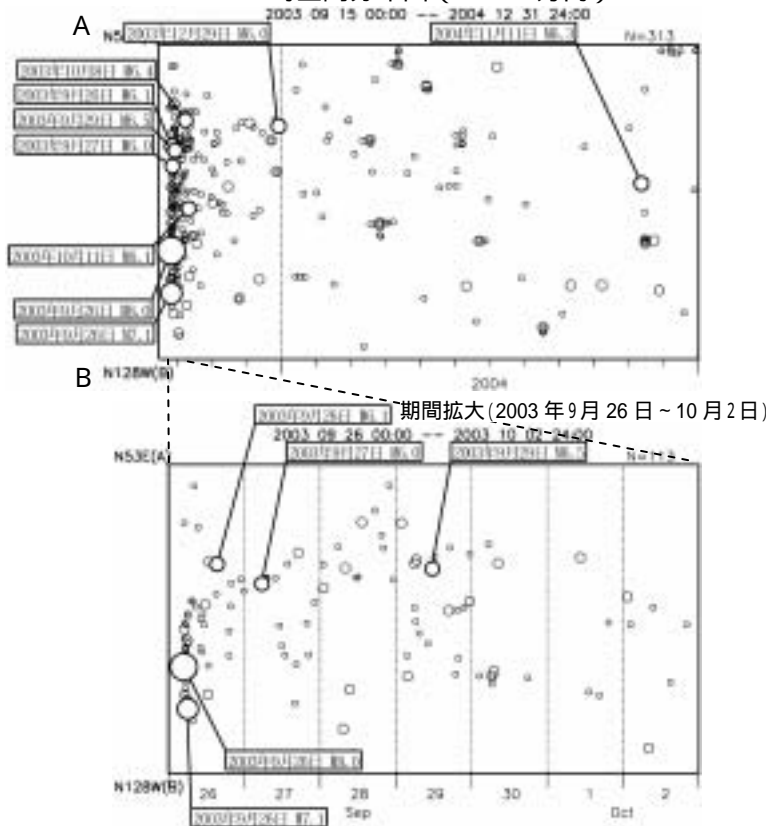 2003 09 15 00:00 -- 2004 12 31 24:00
A
2003年12月29日 M6.0
2004年11月11日 M6.3
N=313
2003年10月8日 M6.4
2003年9月26日 M6.1
2003年9月29日 M6.5
2003年9月27日 M6.0
2003年10月11日 M6.1
2003年9月26日 M8.0
2003年9月26日 M7.1
N128W(B)
2004
B
2003年9月26日 M6.1
期間拡大(2003年9月26日~10月2日)
2003 09 26 00:00 -- 2003 10 02 24:00
N53E(A)
2003年9月27日 M6.0
2003年9月29日 M6.5
2003年9月26日 M8.0
N128W(B)
26
27
28
29
30
1
2
Sep
Oct
2003年9月26日 M7.1